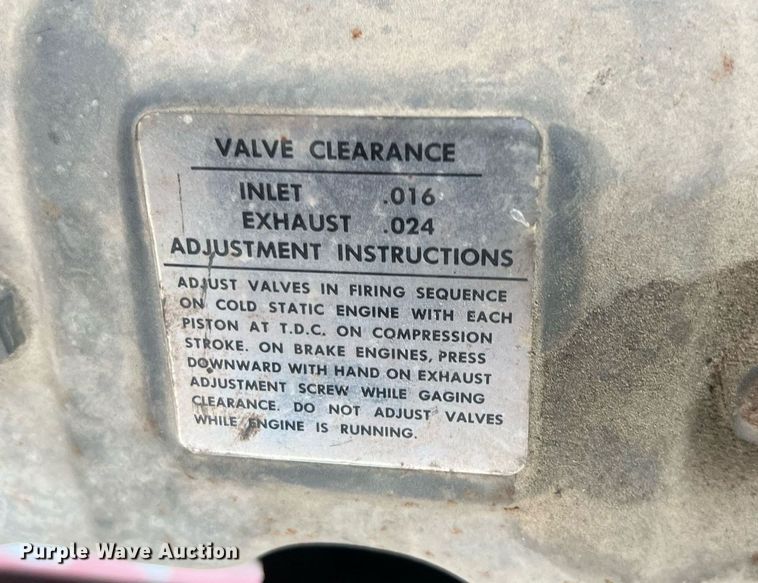 VALVE CLEARANCE
INLET .016
EXHAUST .024
ADJUSTMENT INSTRUCTIONS
ADJUST VALVES IN FIRING SEQUENCE
ON COLD STATIC ENGINE WITH EACH
PISTON AT T.D.C. ON COMPRESSION
STROKE. ON BRAKE ENGINES, PRESS
DOWNWARD WITH HAND ON EXHAUST
ADJUSTMENT SCREW WHILE GAGING
CLEARANCE. DO NOT ADJUST VALVES
WHILE ENGINE IS RUNNING.
Purple Wave Auction